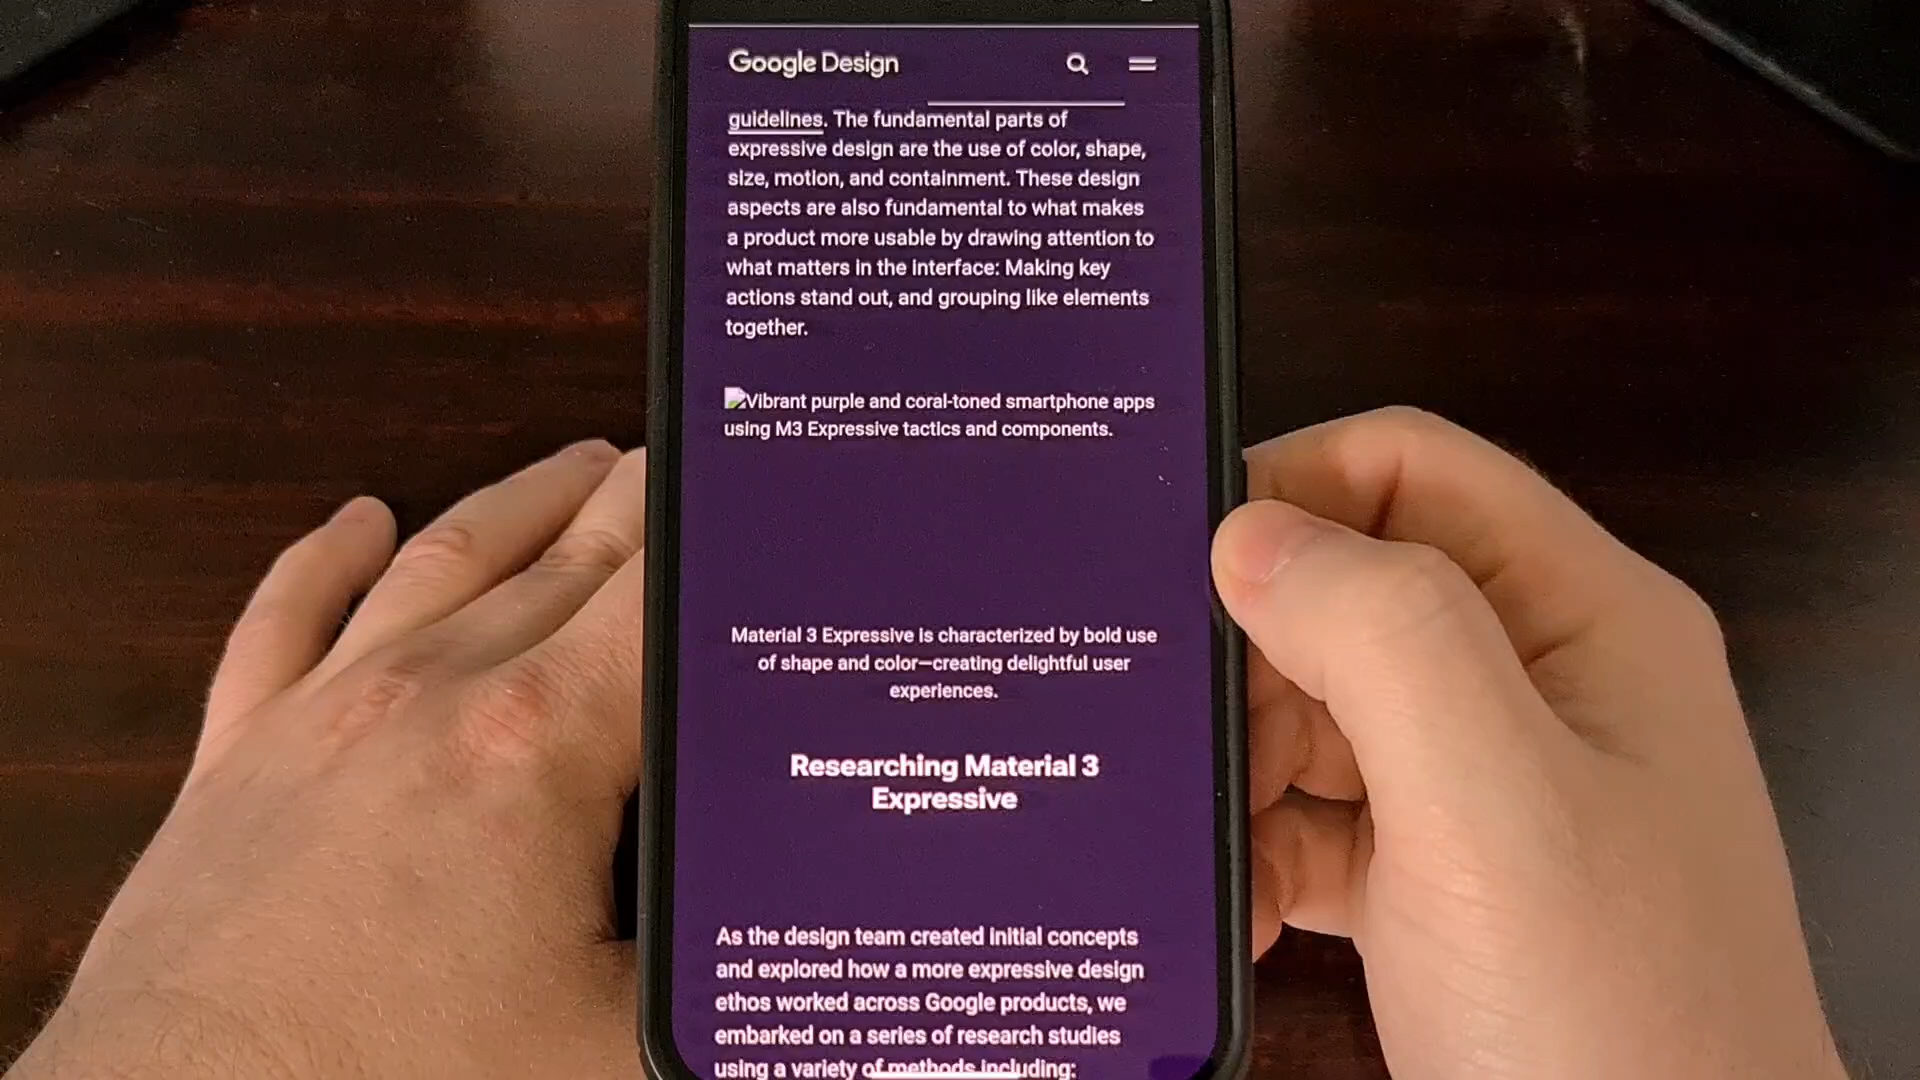 Google Design
guidelines. The fundamental parts of
expressive design are the use of color, shape,
size, motion, and containment. These design
aspects are also fundamental to what makes
a product more usable by drawing attention to
what matters in the interface: Making key
actions stand out, and grouping like elements
together.
Vibrant purple and coral-toned smartphone apps
using M3 Expressive tactics and components.
Material 3 Expressive is characterized by bold use
of shape and color—creating delightful user
experiences.
Researching Material 3
Expressive
As the design team created initial concepts
and explored how a more expressive design
ethos worked across Google products, we
embarked on a series of research studies
using a variety of methods including: